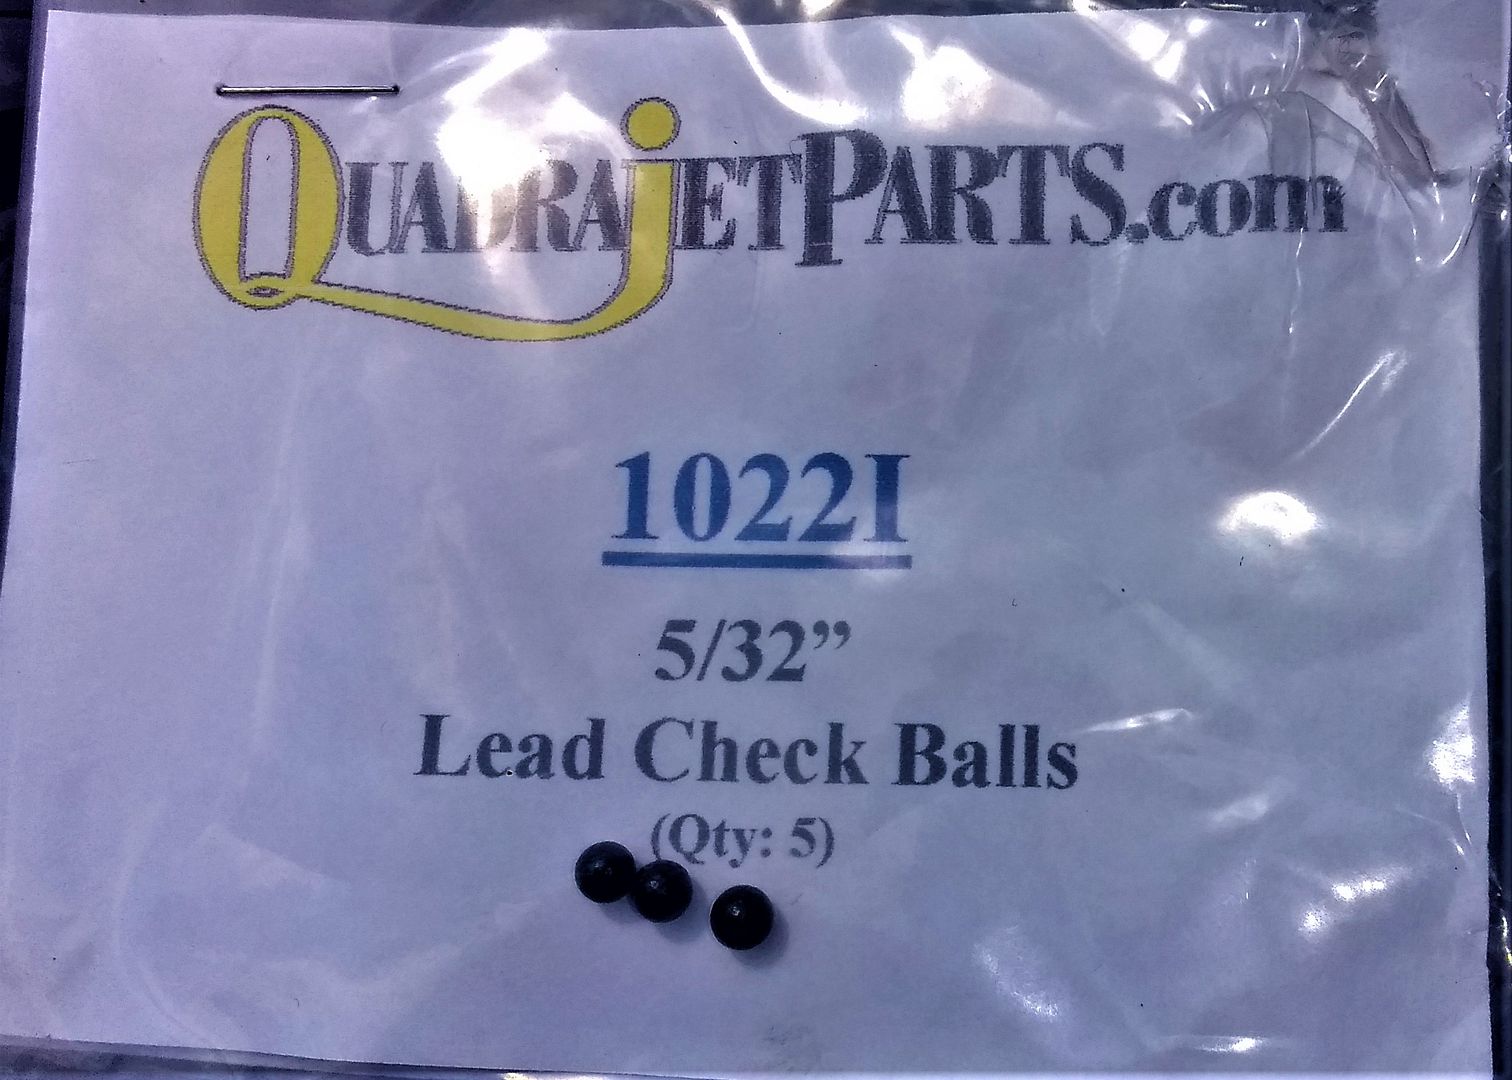 QUADRAJETPARTS.com
1022I
5/32”
Lead Check Balls
(Qty: 5)